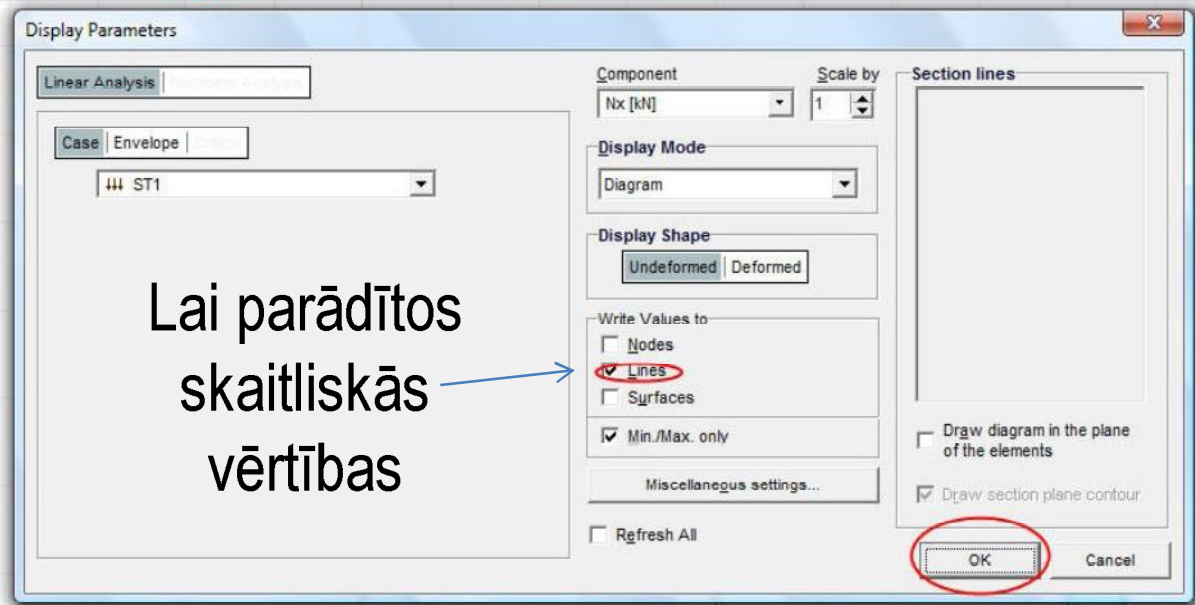 Display Parameters
Linear Analysis
Case Envelope
ST1
Lai parādītos
skaitliskās
vērtības
Component
Nx [kN]
Scale by
1
Display Mode
Diagram
Display Shape
Undeformed Deformed
Write Values to
Nodes
Lines
Surfaces
Min./Max. only
Miscellaneous settings...
Refresh All
Section lines
Draw diagram in the plane
of the elements
Draw section plane contour
OK
Cancel